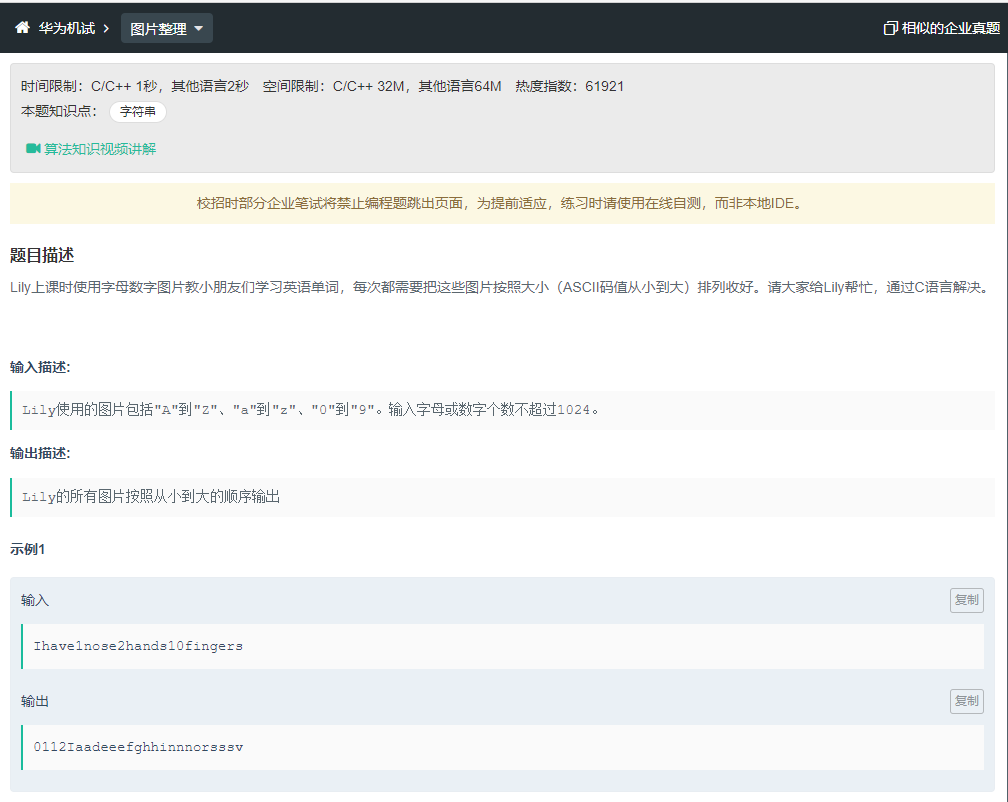 华为机试 图片整理 相似的企业真题
时间限制：C/C++ 1秒，其他语言2秒 空间限制：C/C++ 32M，其他语言64M 热度指数：61921
本题知识点： 字符串
算法知识视频讲解
校招时部分企业笔试将禁止编程题跳出页面，为提前适应，练习时请使用在线自测，而非本地IDE。
题目描述
Lily上课时使用字母数字图片教小朋友们学习英语单词，每次都需要把这些图片按照大小（ASCII码值从小到大）排列收好。请大家给Lily帮忙，通过C语言解决。
输入描述:
Lily使用的图片包括"A"到"Z"、"a"到"z"、"0"到"9"。输入字母或数字个数不超过1024。
输出描述:
Lily的所有图片按照从小到大的顺序输出
示例1
输入 复制
Ihave1nose2hands10fingers
输出 复制
0112Iaadeeefghhinnnorsssv